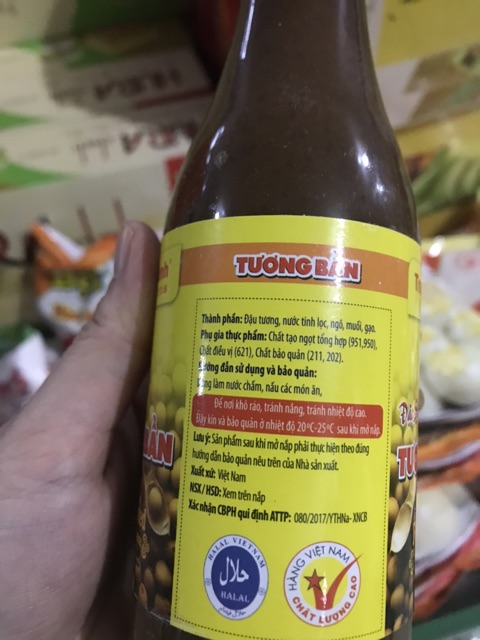 TƯƠNG BẦN
Thành phần: Đậu tương, nước tinh lọc, ngô, muối, gạo.
Phụ gia thực phẩm: Chất tạo ngọt tổng hợp (951,950),
Chất điều vị (621), Chất bảo quản (211, 202).
Hướng dẫn sử dụng và bảo quản:
Dùng làm nước chấm, nấu các món ăn,
Để nơi khô ráo, tránh nắng, tránh nhiệt độ cao.
Đậy kín và bảo quản ở nhiệt độ 20°C-25°C sau khi mở nắp.
Lưu ý: Sản phẩm sau khi mở nắp phải thực hiện theo đúng
hướng dẫn bảo quản nêu trên của Nhà sản xuất.
Xuất xứ: Việt Nam
NSX / HSD: Xem trên nắp
Xác nhận CBPH qui định ATTP: 080/2017/YTHNa- XNCB
HALAL VIETNAM
حلال
HALAL
HÀNG VIỆT NAM
CHẤT LƯỢNG CAO